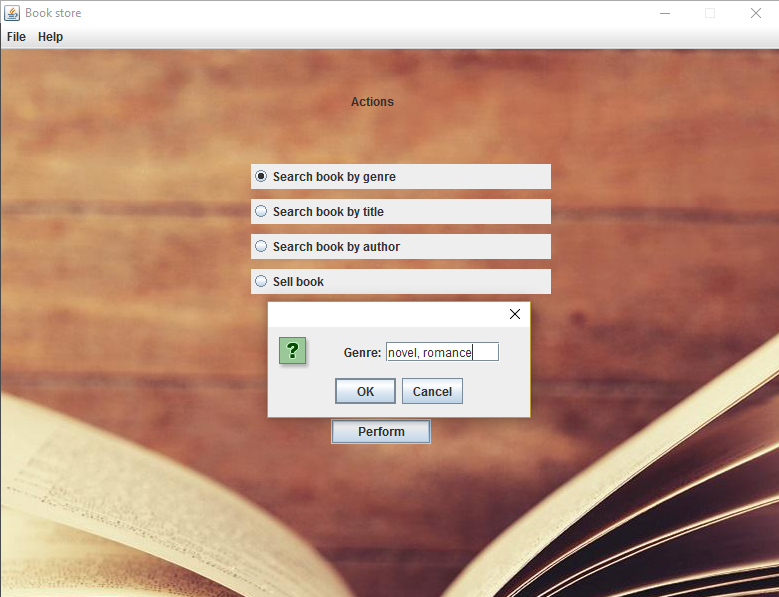 Book store
File Help
Actions
Search book by genre
Search book by title
Search book by author
Sell book
?
Genre: novel, romance
OK Cancel
Perform